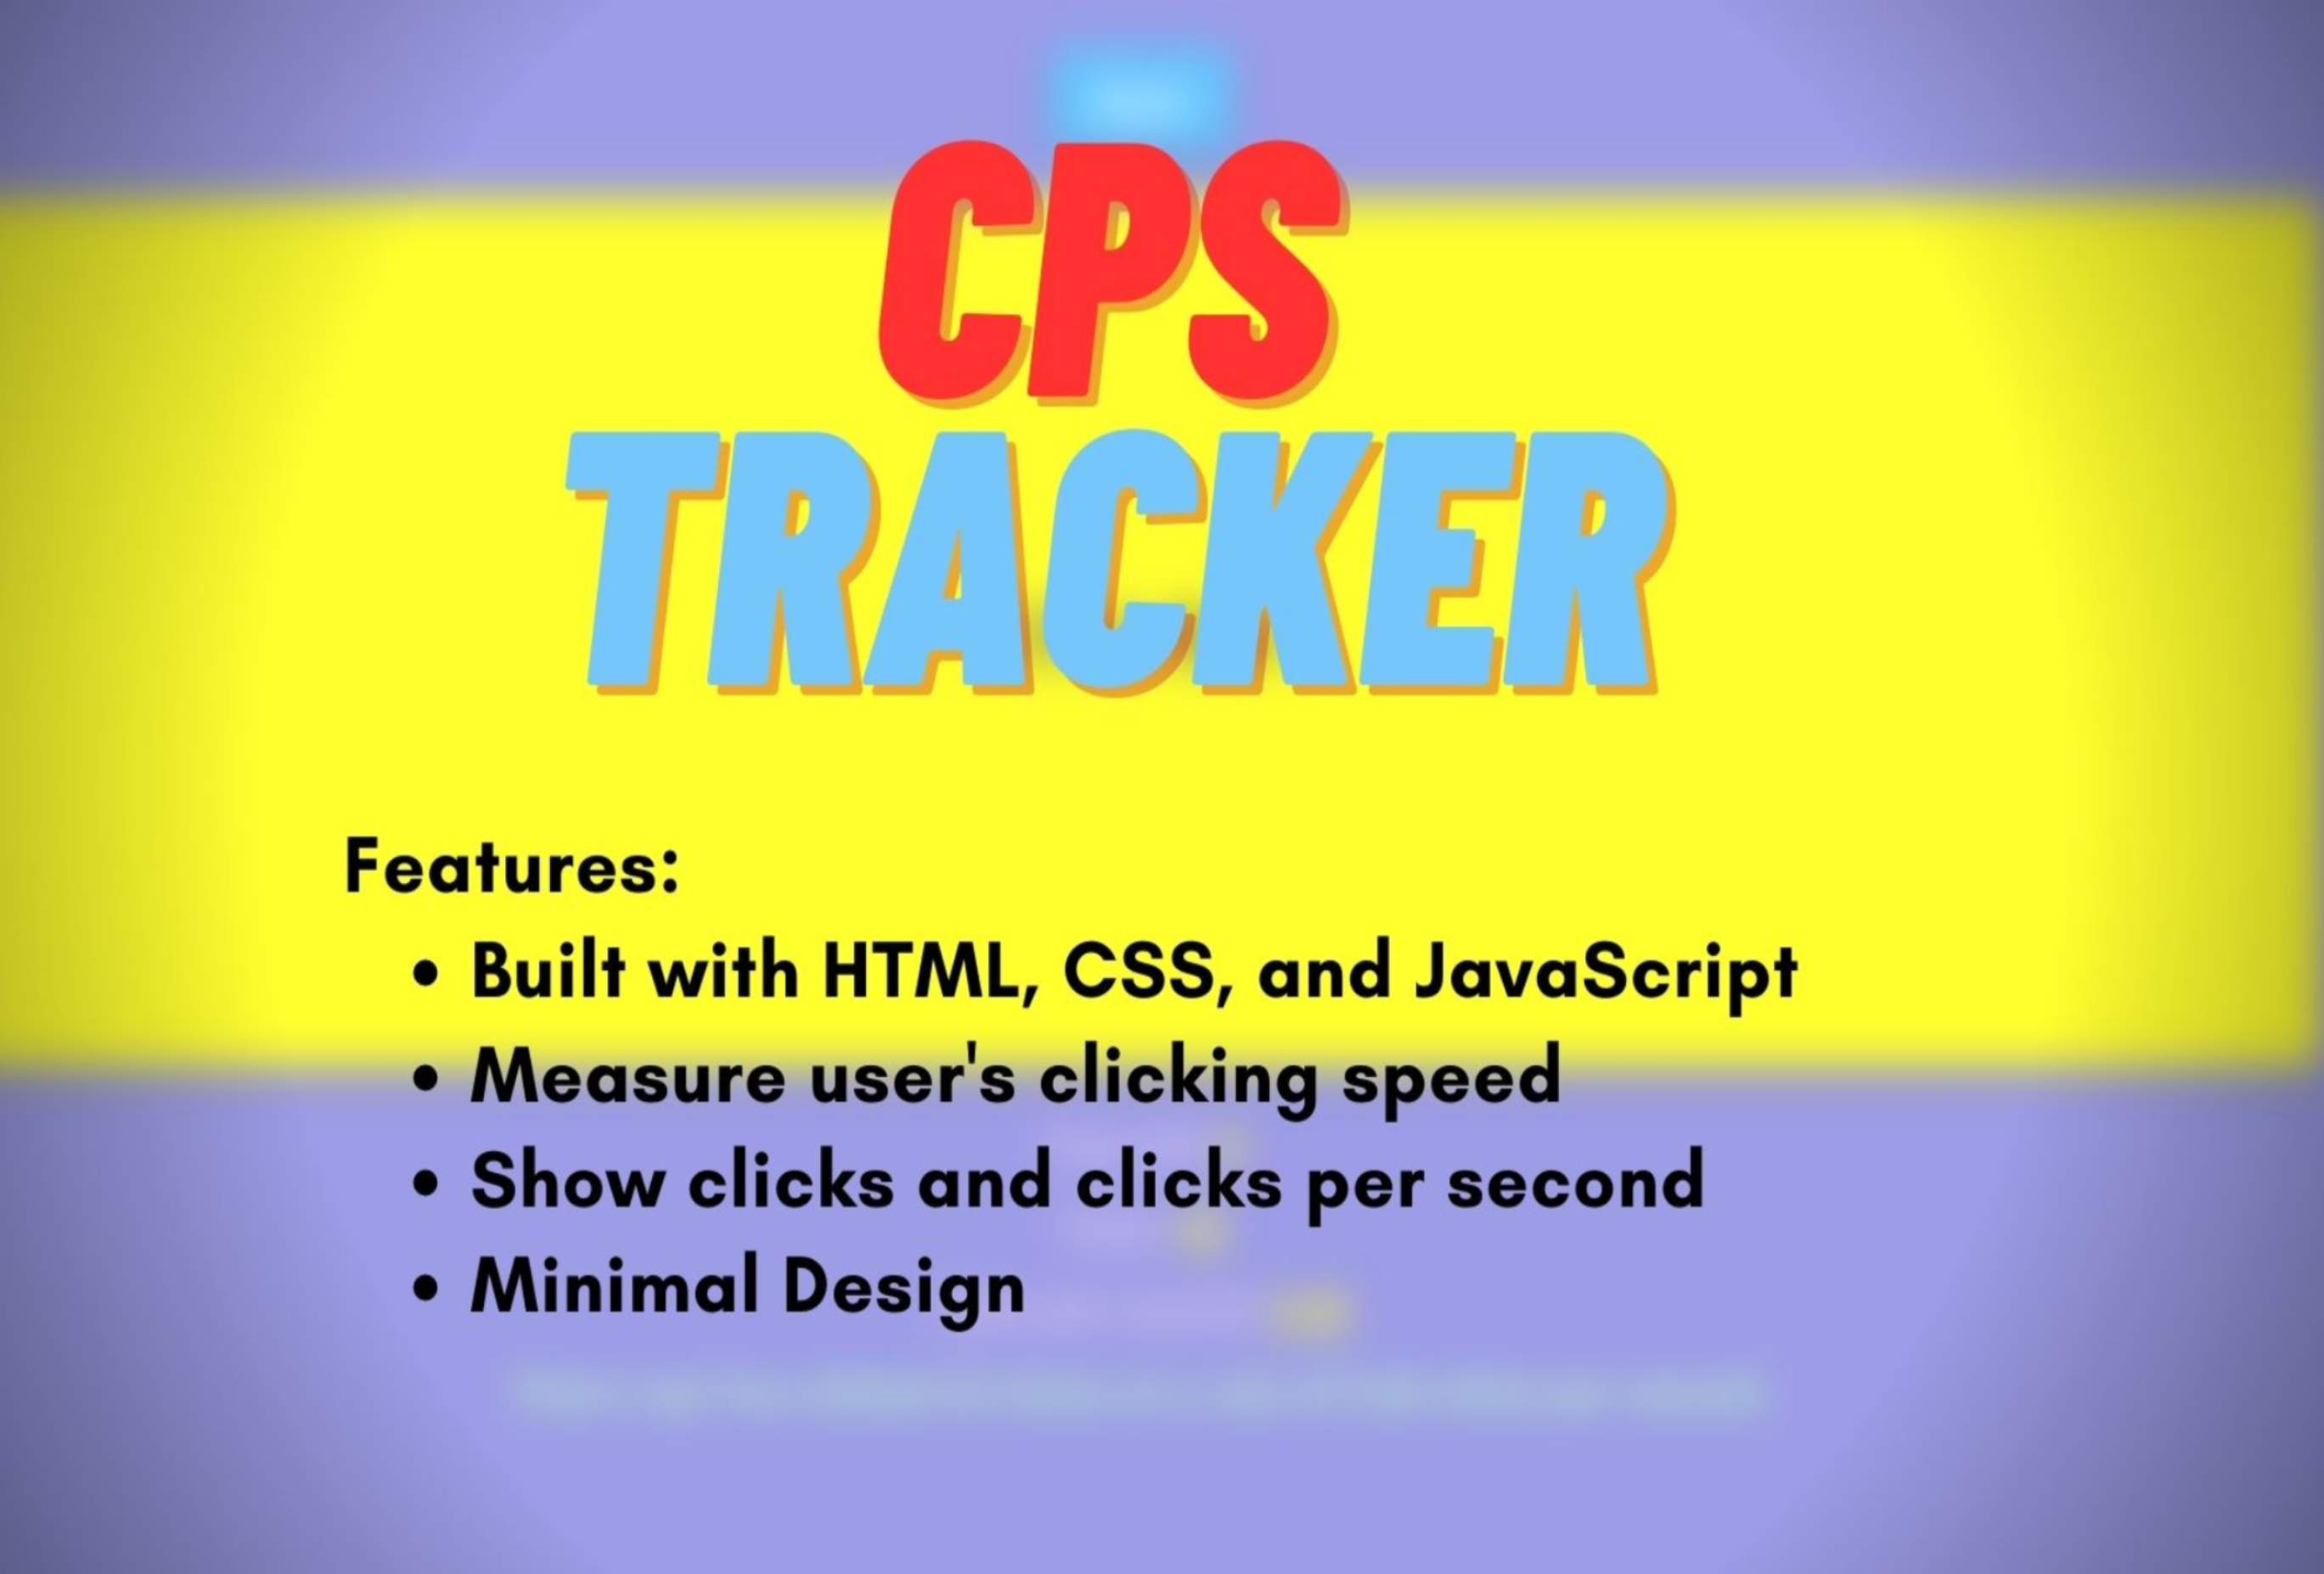 CPS
TRACKER
Features:
• Built with HTML, CSS, and JavaScript
• Measure user's clicking speed
• Show clicks and clicks per second
• Minimal Design